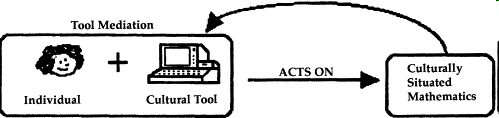 Tool Mediation
Individual
Cultural Tool
ACTS ON
Culturally
Situated
Mathematics